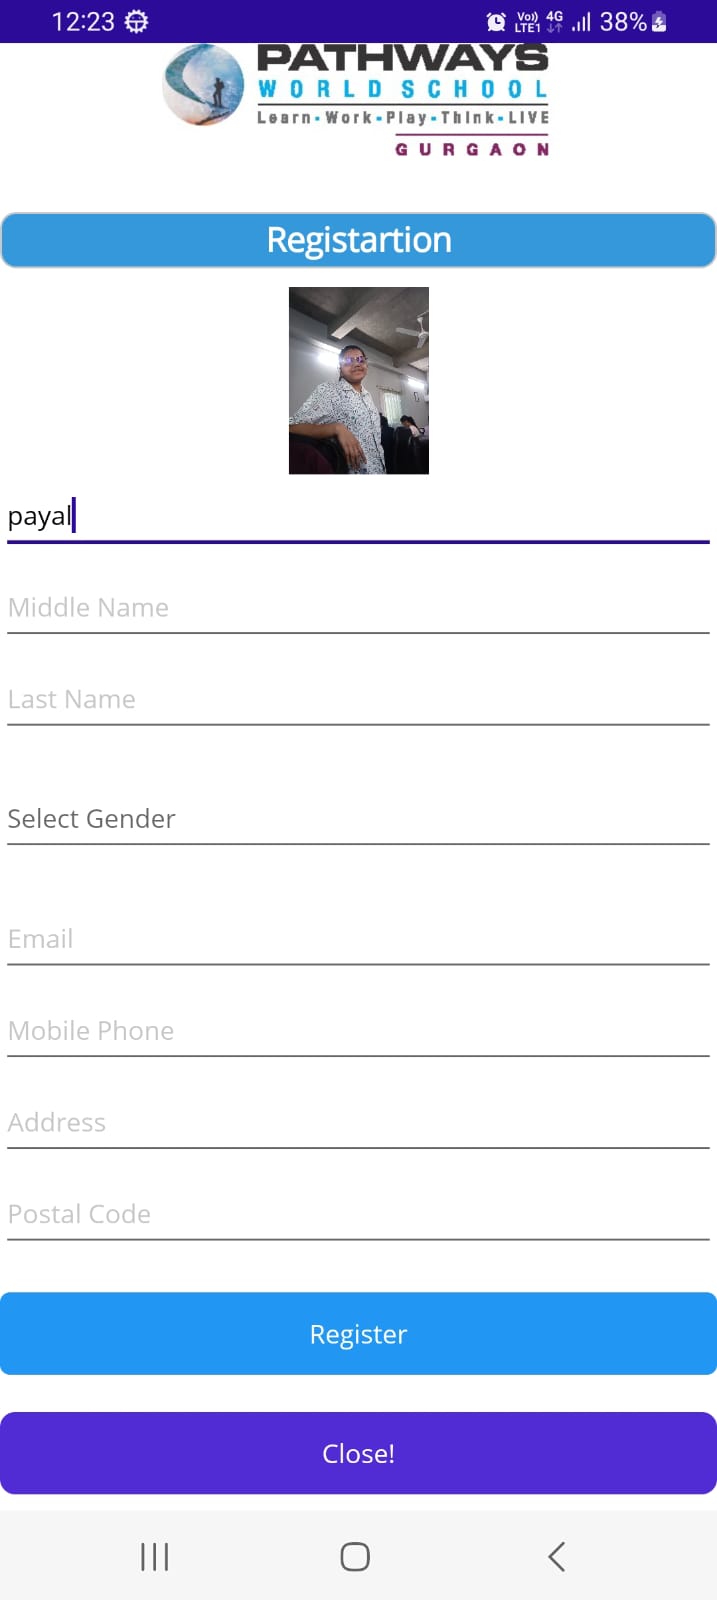 12:23 Vo) 4G 38%
LTE1
PATHWAYS
WORLD SCHOOL
Learn-Work-Play-Think-LIVE
GURGAON
Registartion
payal
Middle Name
Last Name
Select Gender
Email
Mobile Phone
Address
Postal Code
Register
Close!